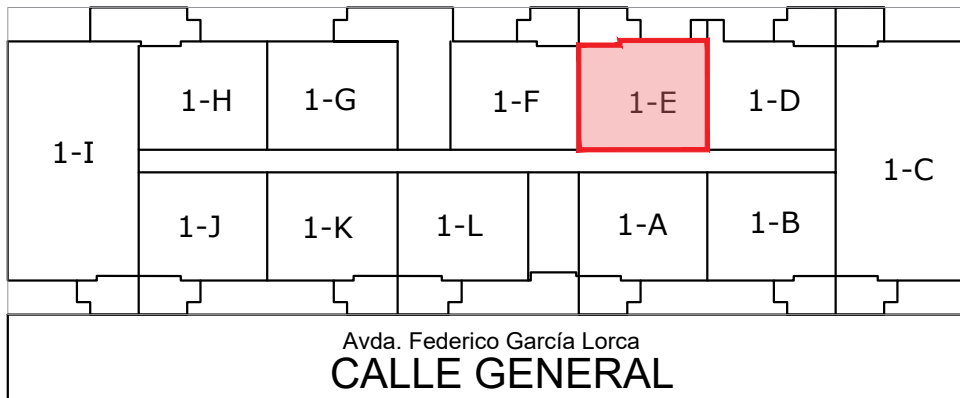 1-H
1-G
1-F
1-E
1-D
1-I
1-C
1-J
1-K
1-L
1-A
1-B
Avda. Federico García Lorca
CALLE GENERAL